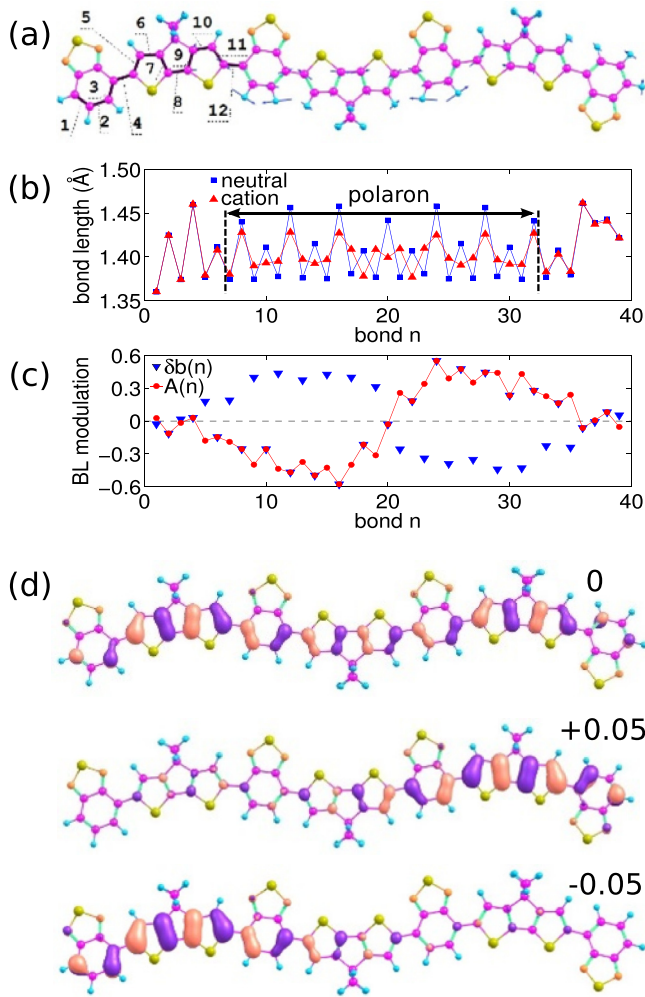 (a)
5
6
10
9
11
7
3
8
12
1
2
4
(b)
1.50
1.45
1.40
1.35
bond length (Å)
neutral
cation
polaron
0
10
20
30
40
bond n
(c)
0.6
0.3
0
−0.3
−0.6
BL modulation
δb(n)
A(n)
0
10
20
30
40
bond n
(d)
0
+0.05
-0.05